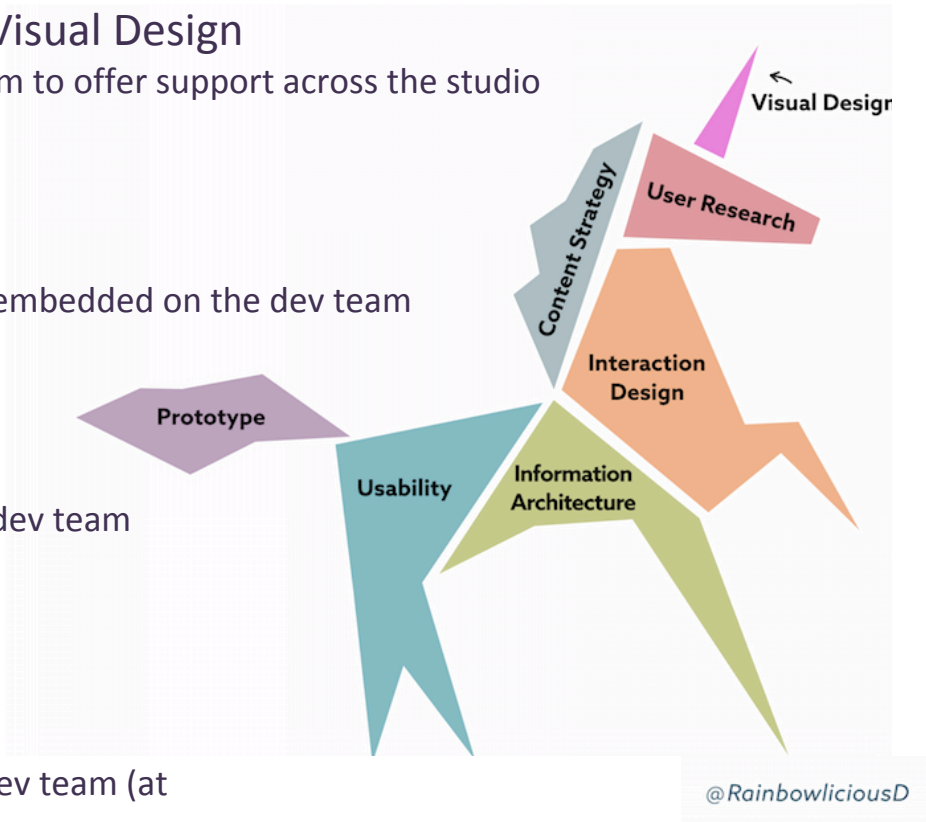 Visual Design
m to offer support across the studio
embedded on the dev team
dev team
ev team (at
Visual Design
User Research
Content Strategy
Interaction
Design
Prototype
Usability
Information
Architecture
@RainbowliciousD